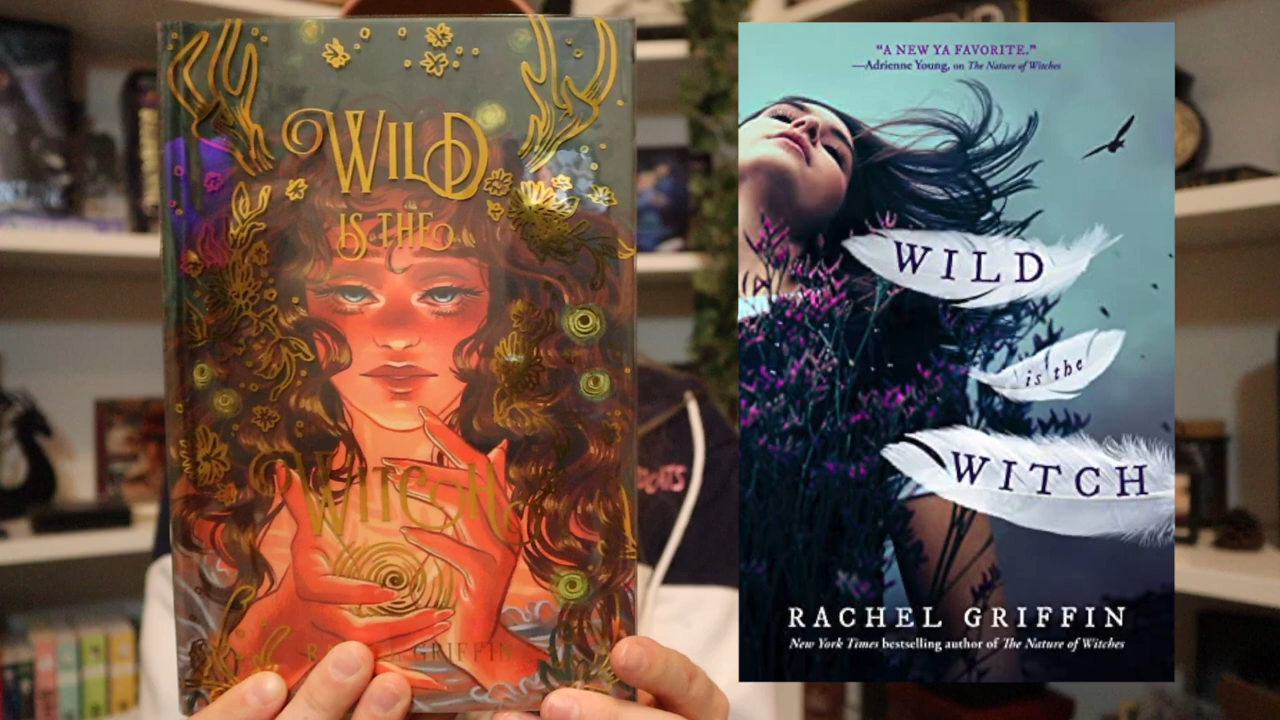 WILD
IS THE
WITCH
GRIFFIN
"A NEW YA FAVORITE."
—Adrienne Young, on The Nature of Witches
WILD
is the
WITCH
RACHEL GRIFFIN
New York Times bestselling author of The Nature of Witches